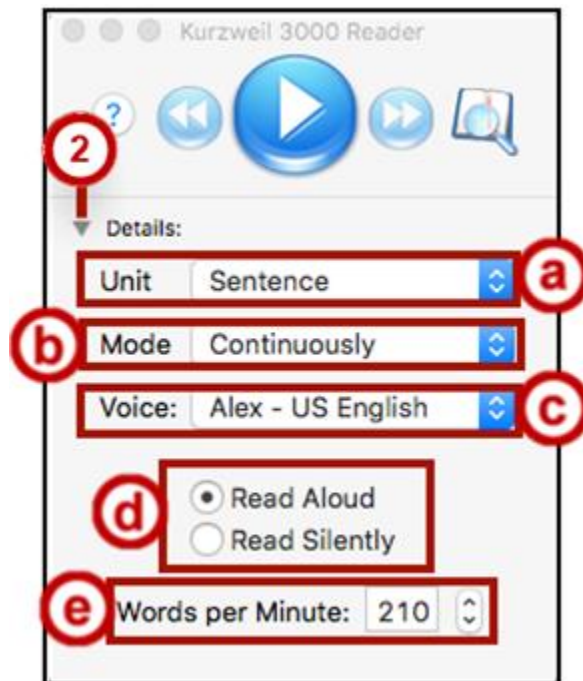 Kurzweil 3000 Reader
?
2
Details:
Unit Sentence a
b Mode Continuously
Voice: Alex - US English c
d Read Aloud
Read Silently
e Words per Minute: 210